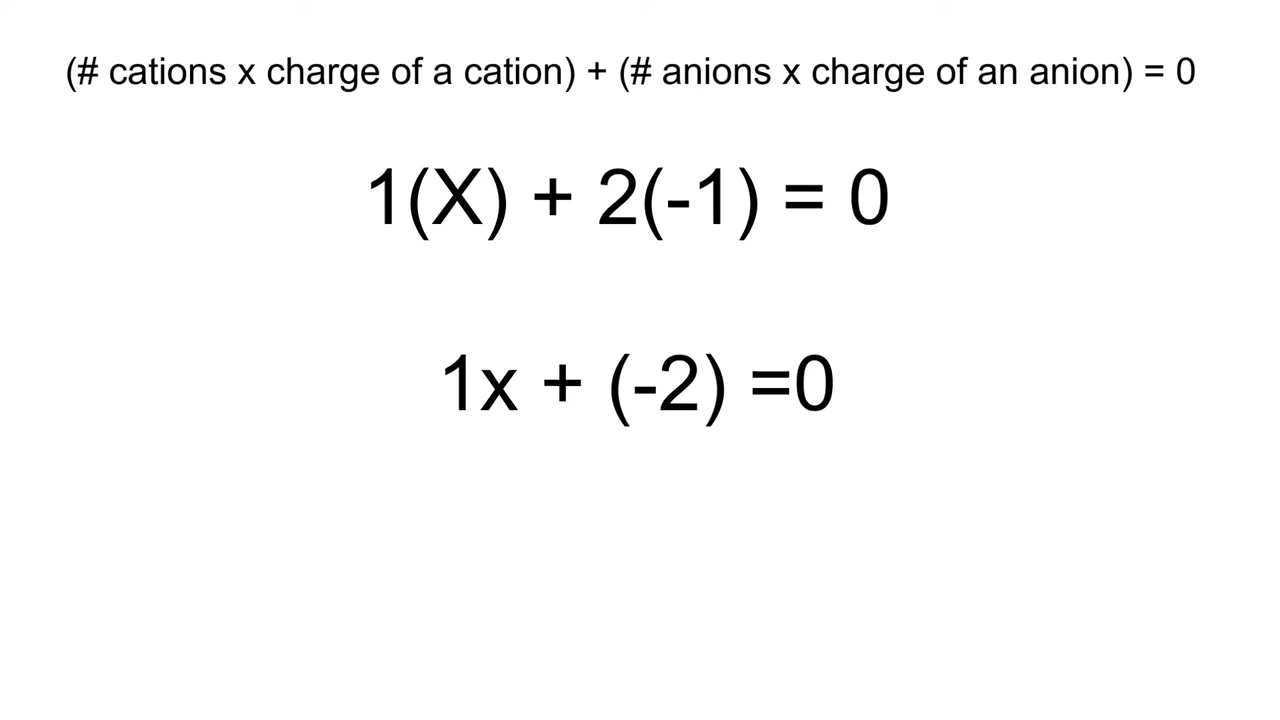 (# cations x charge of a cation) + (# anions x charge of an anion) = 0
1(X) + 2(-1) = 0
1x + (-2) =0